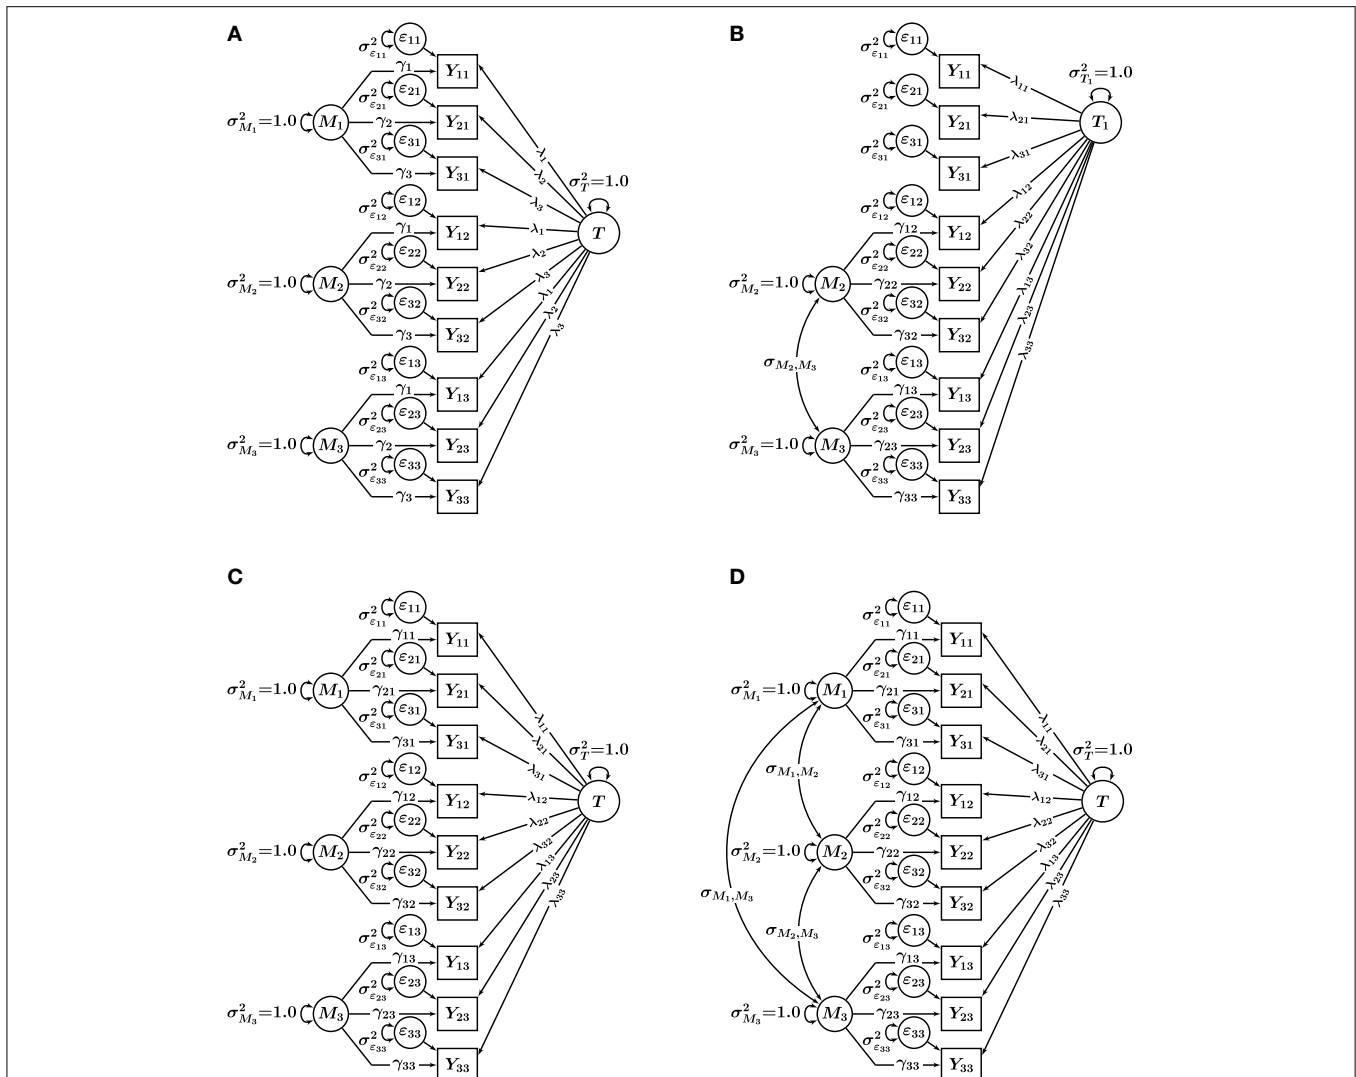 A
σ²ε₁₁ ε₁₁
γ₁ Y₁₁
σ²ε₂₁ ε₂₁
σ²M₁=1.0 M₁ γ₂ Y₂₁
σ²ε₃₁ ε₃₁
γ₃ Y₃₁
σ²ε₁₂ ε₁₂
γ₁ Y₁₂
σ²ε₂₂ ε₂₂
σ²M₂=1.0 M₂ γ₂ Y₂₂
σ²ε₃₂ ε₃₂
γ₃ Y₃₂
σ²ε₁₃ ε₁₃
γ₁ Y₁₃
σ²ε₂₃ ε₂₃
σ²M₃=1.0 M₃ γ₂ Y₂₃
σ²ε₃₃ ε₃₃
γ₃ Y₃₃
λ₁
λ₂
λ₃
λ₁
λ₂
λ₃
λ₁
λ₂
λ₃
σ²T=1.0
T
B
σ²ε₁₁ ε₁₁
Y₁₁
σ²ε₂₁ ε₂₁
Y₂₁
σ²ε₃₁ ε₃₁
Y₃₁
σ²ε₁₂ ε₁₂
γ₁₂ Y₁₂
σ²ε₂₂ ε₂₂
σ²M₂=1.0 M₂ γ₂₂ Y₂₂
σ²ε₃₂ ε₃₂
γ₃₂ Y₃₂
σM₂,M₃
σ²ε₁₃ ε₁₃
γ₁₃ Y₁₃
σ²ε₂₃ ε₂₃
σ²M₃=1.0 M₃ γ₂₃ Y₂₃
σ²ε₃₃ ε₃₃
γ₃₃ Y₃₃
λ₁₁
λ₂₁
λ₃₁
λ₁₂
λ₂₂
λ₃₂
λ₁₃
λ₂₃
λ₃₃
σ²T₁=1.0
T₁
C
σ²ε₁₁ ε₁₁
γ₁₁ Y₁₁
σ²ε₂₁ ε₂₁
σ²M₁=1.0 M₁ γ₂₁ Y₂₁
σ²ε₃₁ ε₃₁
γ₃₁ Y₃₁
σ²ε₁₂ ε₁₂
γ₁₂ Y₁₂
σ²ε₂₂ ε₂₂
σ²M₂=1.0 M₂ γ₂₂ Y₂₂
σ²ε₃₂ ε₃₂
γ₃₂ Y₃₂
σ²ε₁₃ ε₁₃
γ₁₃ Y₁₃
σ²ε₂₃ ε₂₃
σ²M₃=1.0 M₃ γ₂₃ Y₂₃
σ²ε₃₃ ε₃₃
γ₃₃ Y₃₃
λ₁₁
λ₂₁
λ₃₁
λ₁₂
λ₂₂
λ₃₂
λ₁₃
λ₂₃
λ₃₃
σ²T=1.0
T
D
σ²ε₁₁ ε₁₁
γ₁₁ Y₁₁
σ²ε₂₁ ε₂₁
σ²M₁=1.0 M₁ γ₂₁ Y₂₁
σ²ε₃₁ ε₃₁
γ₃₁ Y₃₁
σM₁,M₂
σ²ε₁₂ ε₁₂
γ₁₂ Y₁₂
σ²ε₂₂ ε₂₂
σ²M₂=1.0 M₂ γ₂₂ Y₂₂
σ²ε₃₂ ε₃₂
σM₁,M₃
γ₃₂ Y₃₂
σM₂,M₃
σ²ε₁₃ ε₁₃
γ₁₃ Y₁₃
σ²ε₂₃ ε₂₃
σ²M₃=1.0 M₃ γ₂₃ Y₂₃
σ²ε₃₃ ε₃₃
γ₃₃ Y₃₃
λ₁₁
λ₂₁
λ₃₁
λ₁₂
λ₂₂
λ₃₂
λ₁₃
λ₂₃
λ₃₃
σ²T=1.0
T